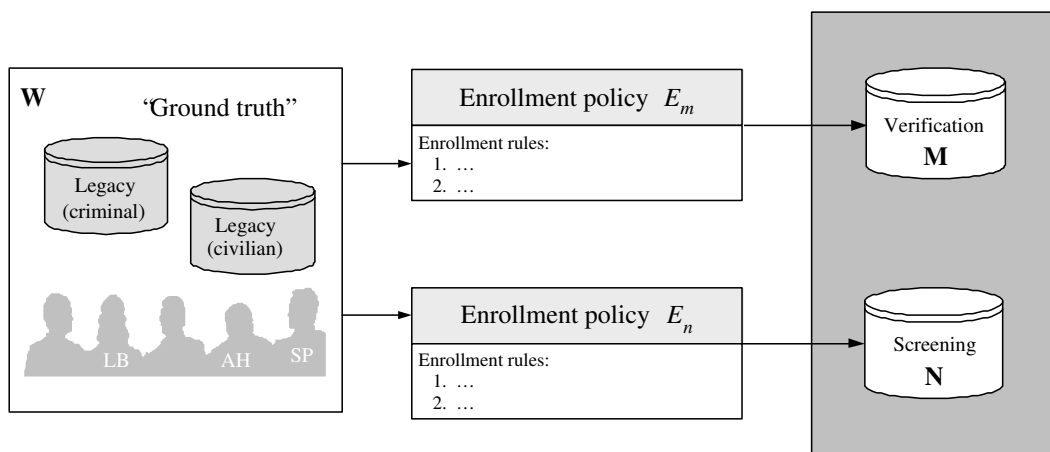 W
“Ground truth”
Legacy
(criminal)
Legacy
(civilian)
LB
AH
SP
Enrollment policy E_m
Enrollment rules:
1. …
2. …
Enrollment policy E_n
Enrollment rules:
1. …
2. …
Verification
M
Screening
N